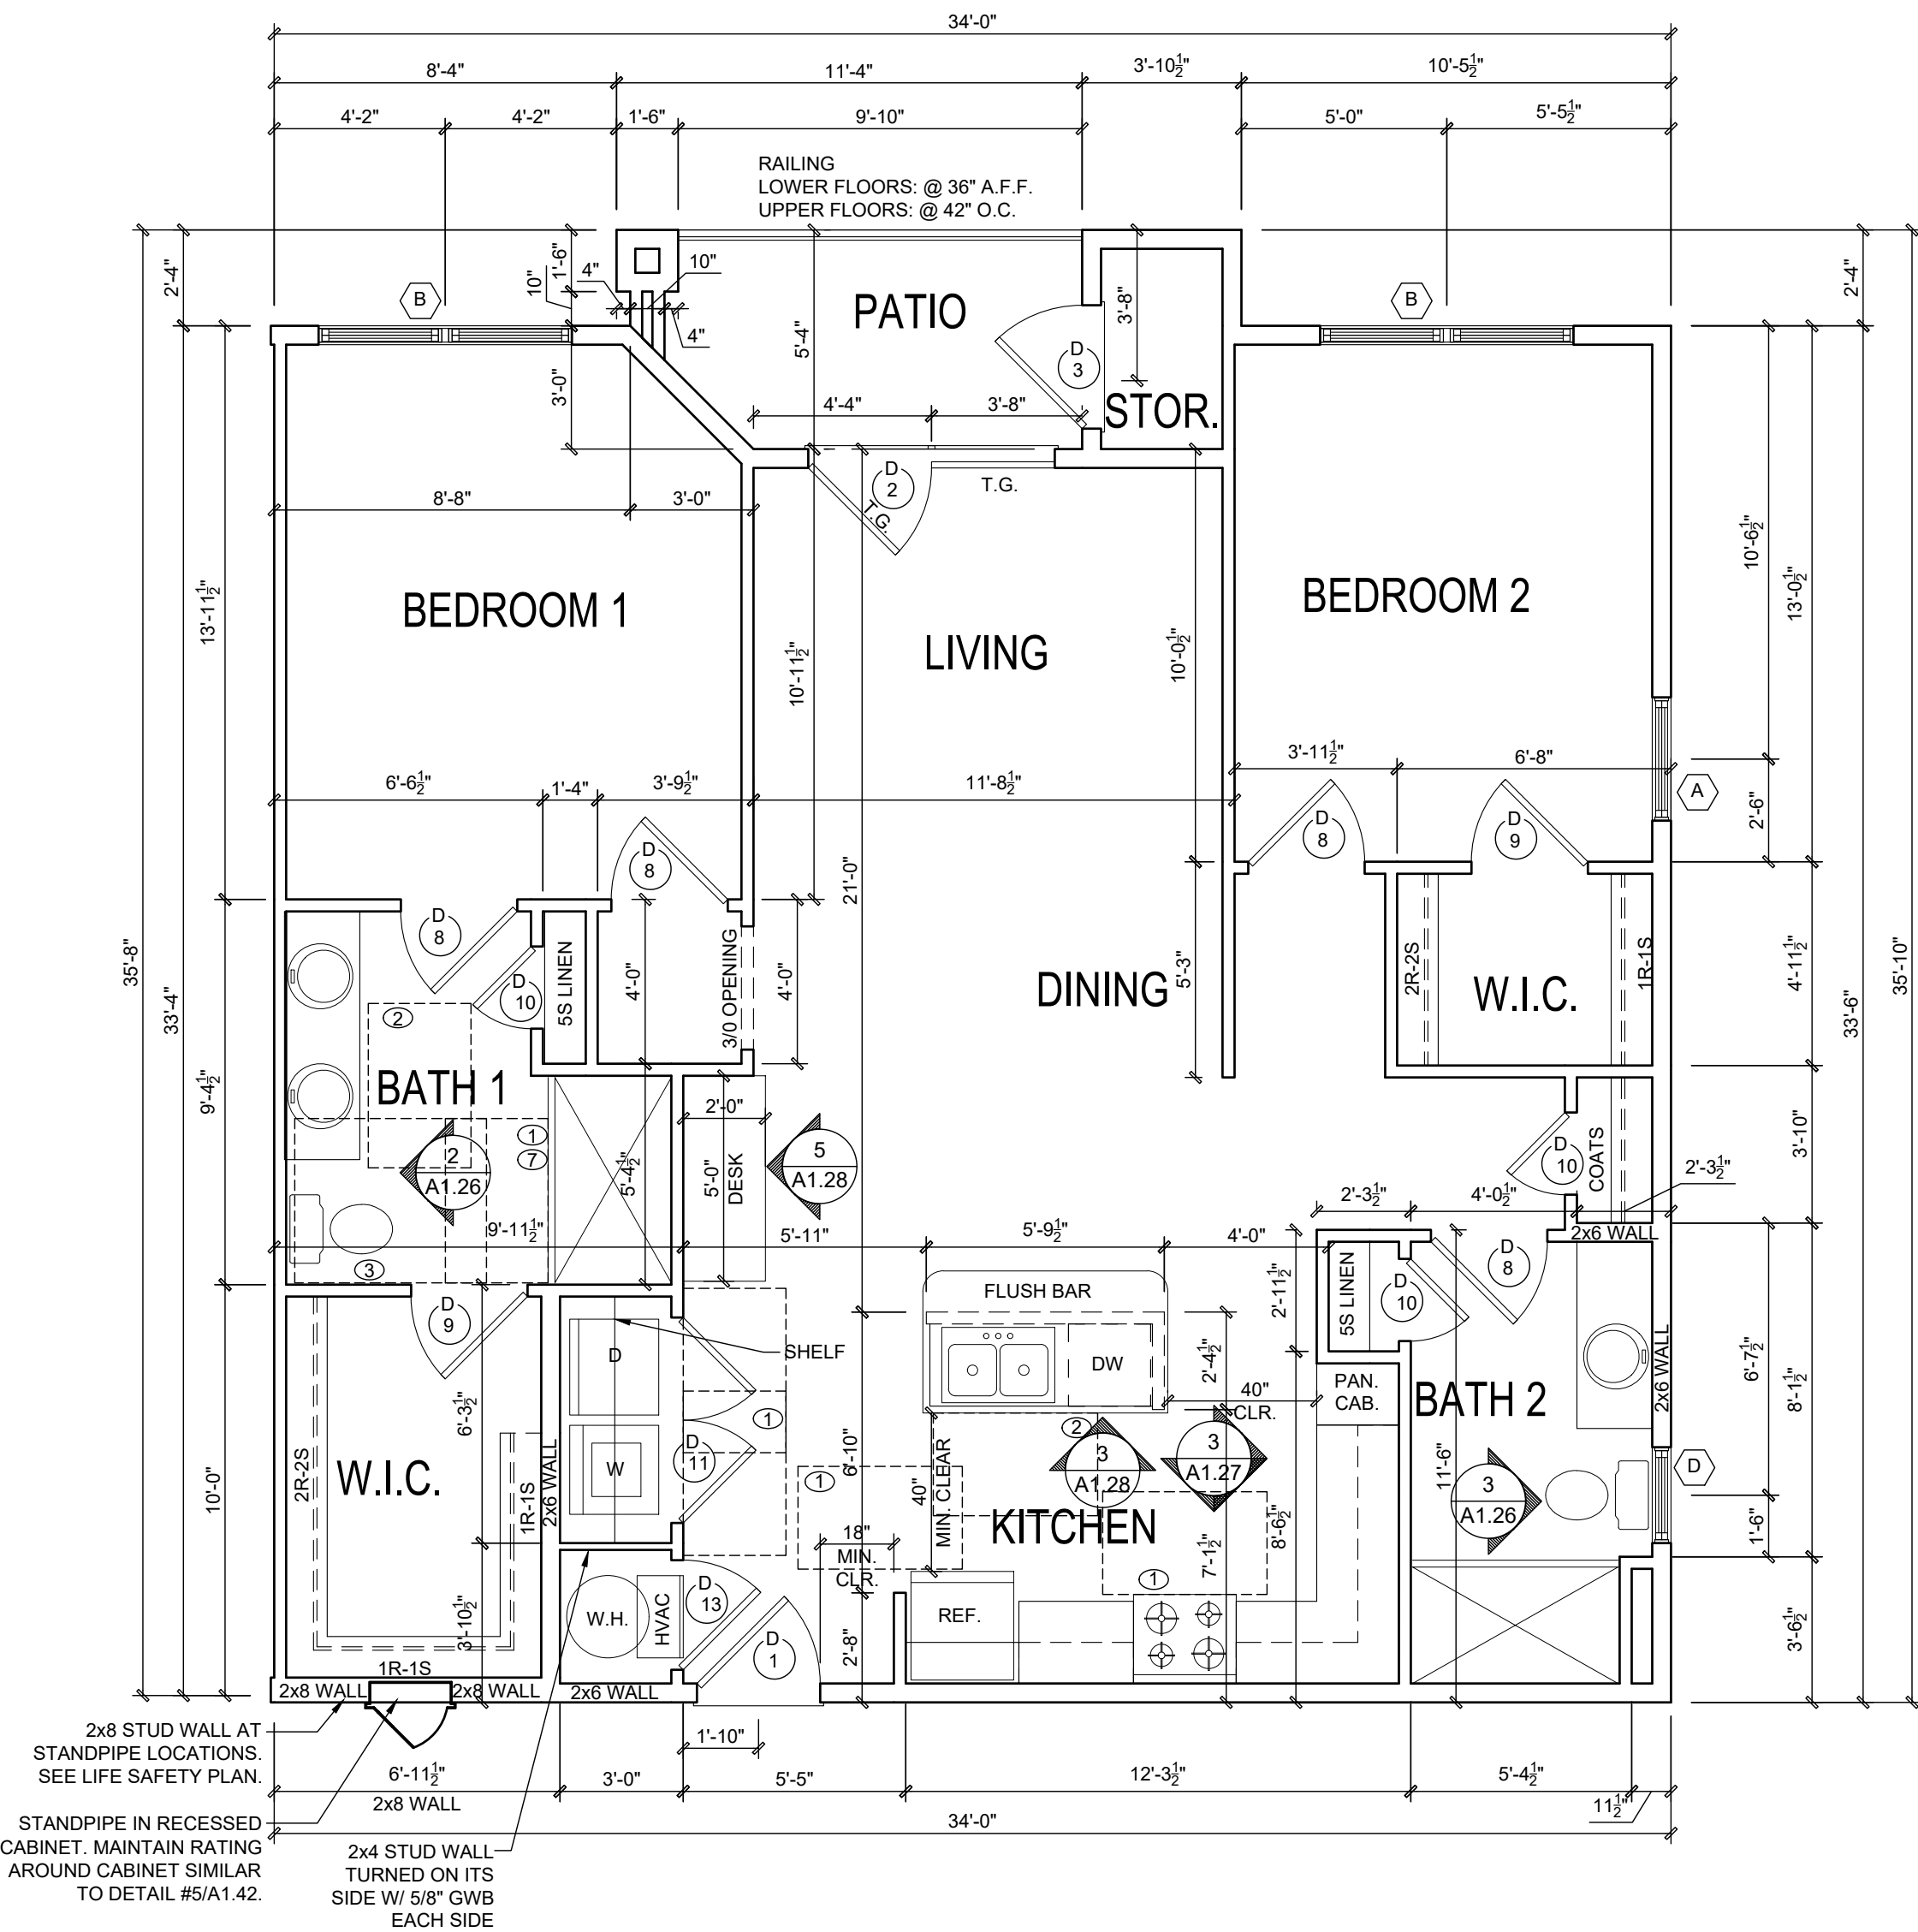 34'-0"
8'-4"
11'-4"
3'-10½"
10'-5½"
4'-2"
4'-2"
1'-6"
9'-10"
5'-0"
5'-5½"
RAILING
LOWER FLOORS: @ 36" A.F.F.
UPPER FLOORS: @ 42" O.C.
2'-4"
10"
1'-6"
4"
10"
4"
B
PATIO
5'-4"
3'-8"
D
3
STOR.
B
2'-4"
3'-0"
4'-4"
3'-8"
D
2
T.G.
T.G.
8'-8"
3'-0"
BEDROOM 1
LIVING
BEDROOM 2
13'-11½"
10'-11½"
10'-0½"
10'-6½"
13'-0½"
6'-6½"
1'-4"
3'-9½"
11'-8½"
3'-11½"
6'-8"
A
2'-6"
D
8
D
8
D
9
21'-0"
D
8
D
10
5S LINEN
4'-0"
3/0 OPENING
4'-0"
DINING
5'-3"
2R-2S
W.I.C.
1R-1S
4'-11½"
35'-8"
33'-4"
33'-6"
35'-10"
2
BATH 1
9'-4½"
1
7
2
A1.26
3
9'-11½"
5'-4½"
2'-0"
5'-0"
DESK
5
A1.28
D
10
COATS
3'-10"
2'-3½"
2'-3½"
4'-0½"
2x6 WALL
5'-11"
5'-9½"
4'-0"
FLUSH BAR
2'-11½"
5S LINEN
D
10
D
8
D
9
D
SHELF
DW
2'-4½"
40"
CLR.
PAN.
CAB.
BATH 2
2x6 WALL
6'-7½"
8'-1½"
6'-3½"
1
2
3
A1.28
3
A1.27
2R-2S
W.I.C.
1R-1S
2x6 WALL
W
D
11
6'-10"
1
40"
MIN. CLEAR
KITCHEN
11'-6"
3
A1.26
D
1'-6"
10'-0"
18"
MIN.
CLR.
7'-1½"
8'-6½"
1
3'-10½"
W.H.
HVAC
D
13
D
1
2'-8"
REF.
3'-6½"
1R-1S
2x8 WALL
2x8 WALL
2x6 WALL
2x8 STUD WALL AT
STANDPIPE LOCATIONS.
SEE LIFE SAFETY PLAN.
1'-10"
6'-11½"
2x8 WALL
3'-0"
5'-5"
12'-3½"
5'-4½"
11½"
34'-0"
STANDPIPE IN RECESSED
CABINET. MAINTAIN RATING
AROUND CABINET SIMILAR
TO DETAIL #5/A1.42.
2x4 STUD WALL
TURNED ON ITS
SIDE W/ 5/8" GWB
EACH SIDE